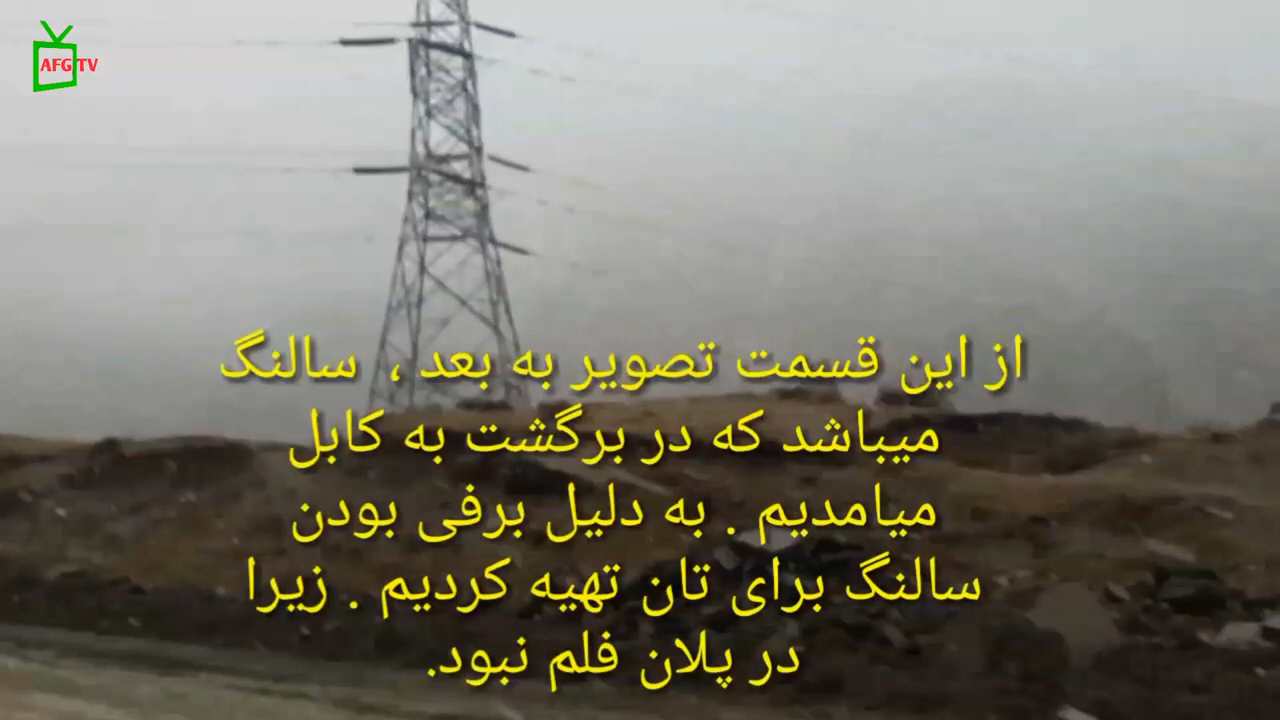 AFG TV
از این قسمت تصویر به بعد ، سالنگ
میباشد که در برگشت به کابل
میامدیم . به دلیل برفی بودن
سالنگ برای تان تهیه کردیم . زیرا
در پلان فلم نبود.